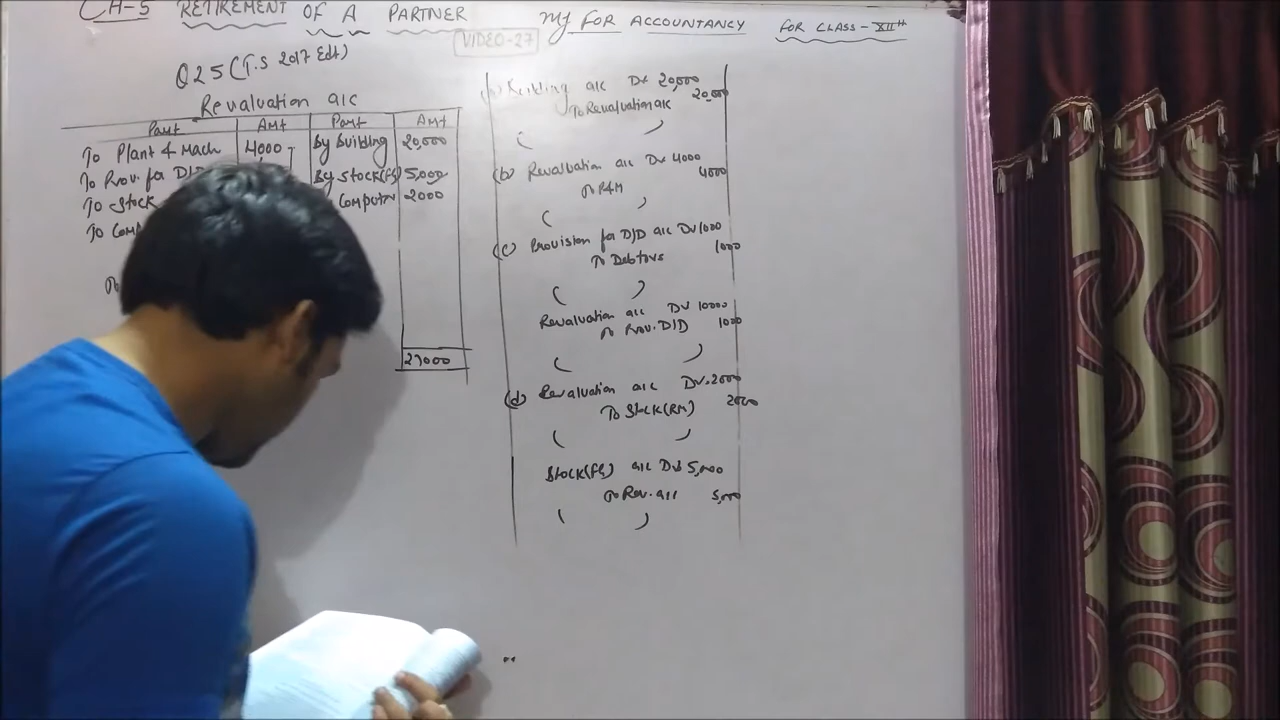 CH-5 RETIREMENT OF A PARTNER
MJ FOR ACCOUNTANCY FOR CLASS-XIIth
VIDEO-27
Q25 (T.S 2017 Edt)
Revaluation a/c
Part Amt Part Amt
To Plant & Mach 4000 By Building 20,000
To Prov. for D/D By Stock(FG) 5,000
To Stock Computer 2000
To Comp
To
27000
Building a/c Dr 20,000
To Revaluation a/c 20,000
( )
(b) Revaluation a/c Dr 4000
To P&M 4000
( )
(c) Provision for D/D a/c Dr 1000
To Debtors 1000
( )
Revaluation a/c Dr 10000
To Prov. D/D 1000
( )
(d) Revaluation a/c Dr. 2000
To Stock(RM) 2000
( )
Stock(FG) a/c Dr 5,000
To Rev. a/c 5,000
( )